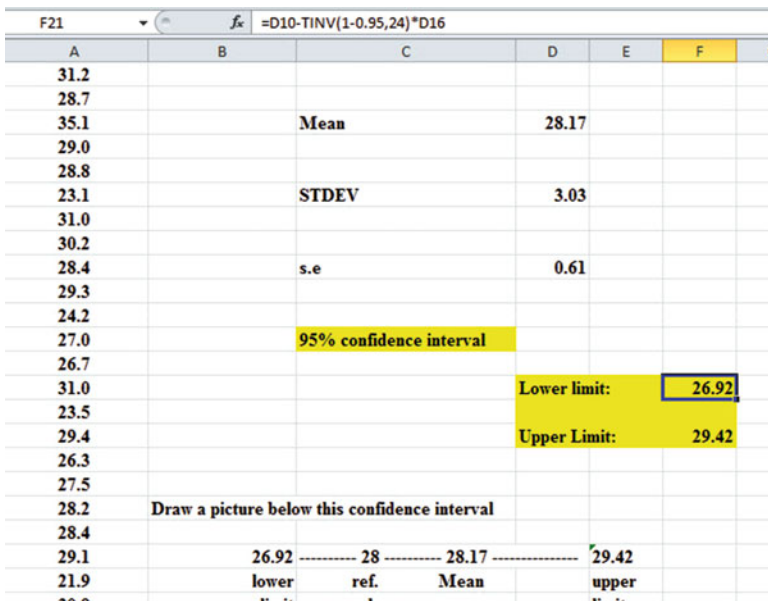 F21 fx =D10-TINV(1-0.95,24)*D16
A B C D E F
31.2
28.7
35.1 Mean 28.17
29.0
28.8
23.1 STDEV 3.03
31.0
30.2
28.4 s.e 0.61
29.3
24.2
27.0 95% confidence interval
26.7
31.0 Lower limit: 26.92
23.5
29.4 Upper Limit: 29.42
26.3
27.5
28.2 Draw a picture below this confidence interval
28.4
29.1 26.92 ---------- 28 ---------- 28.17 --------------- 29.42
21.9 lower ref. Mean upper